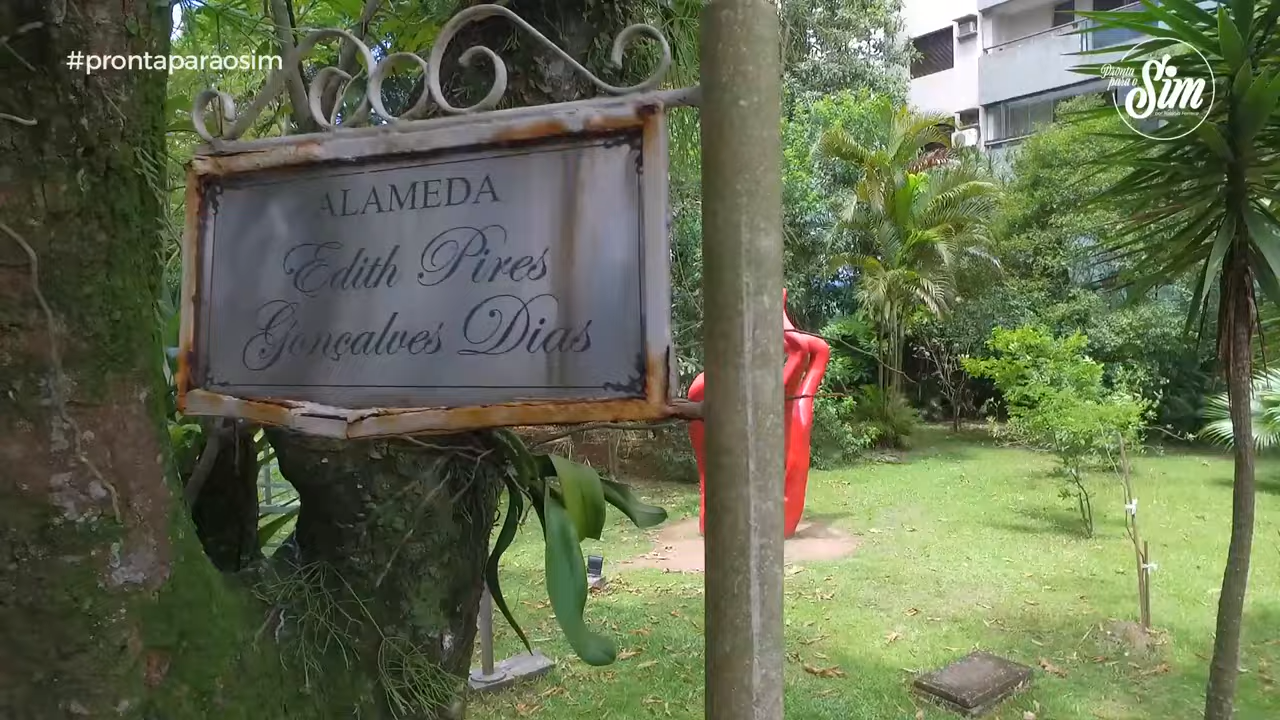 #prontaparaosim
Pronta
para o
Sim
ALAMEDA
Edith Pires
Gonçalves Dias